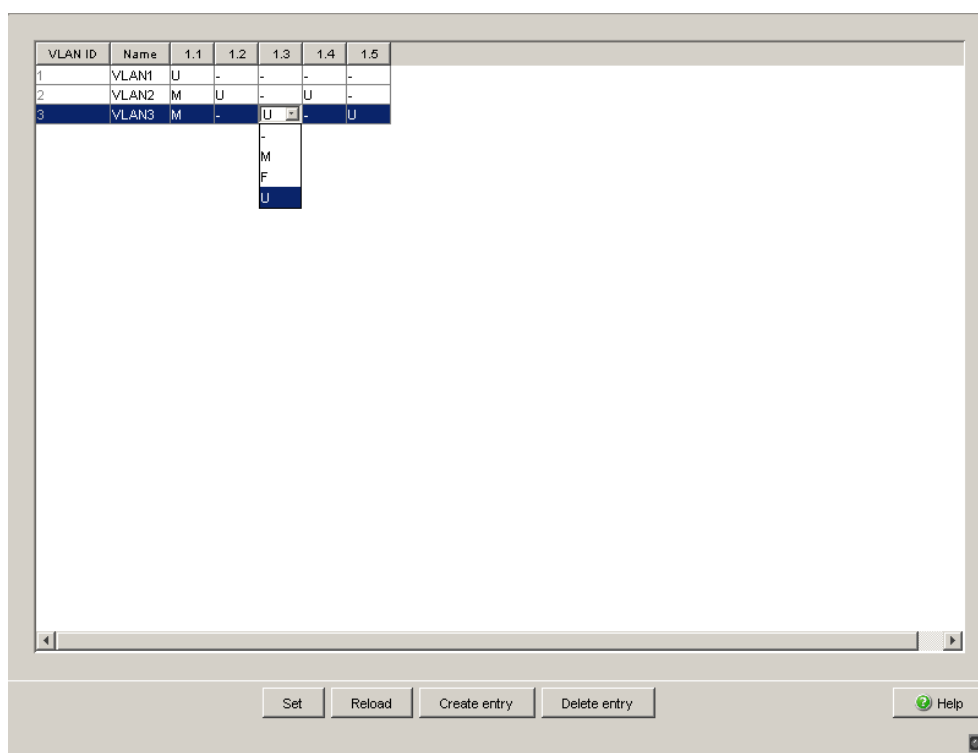 VLAN ID Name 1.1 1.2 1.3 1.4 1.5
1 VLAN1 U - - - -
2 VLAN2 M U - U -
3 VLAN3 M - U - U
-
M
F
U
Set Reload Create entry Delete entry Help